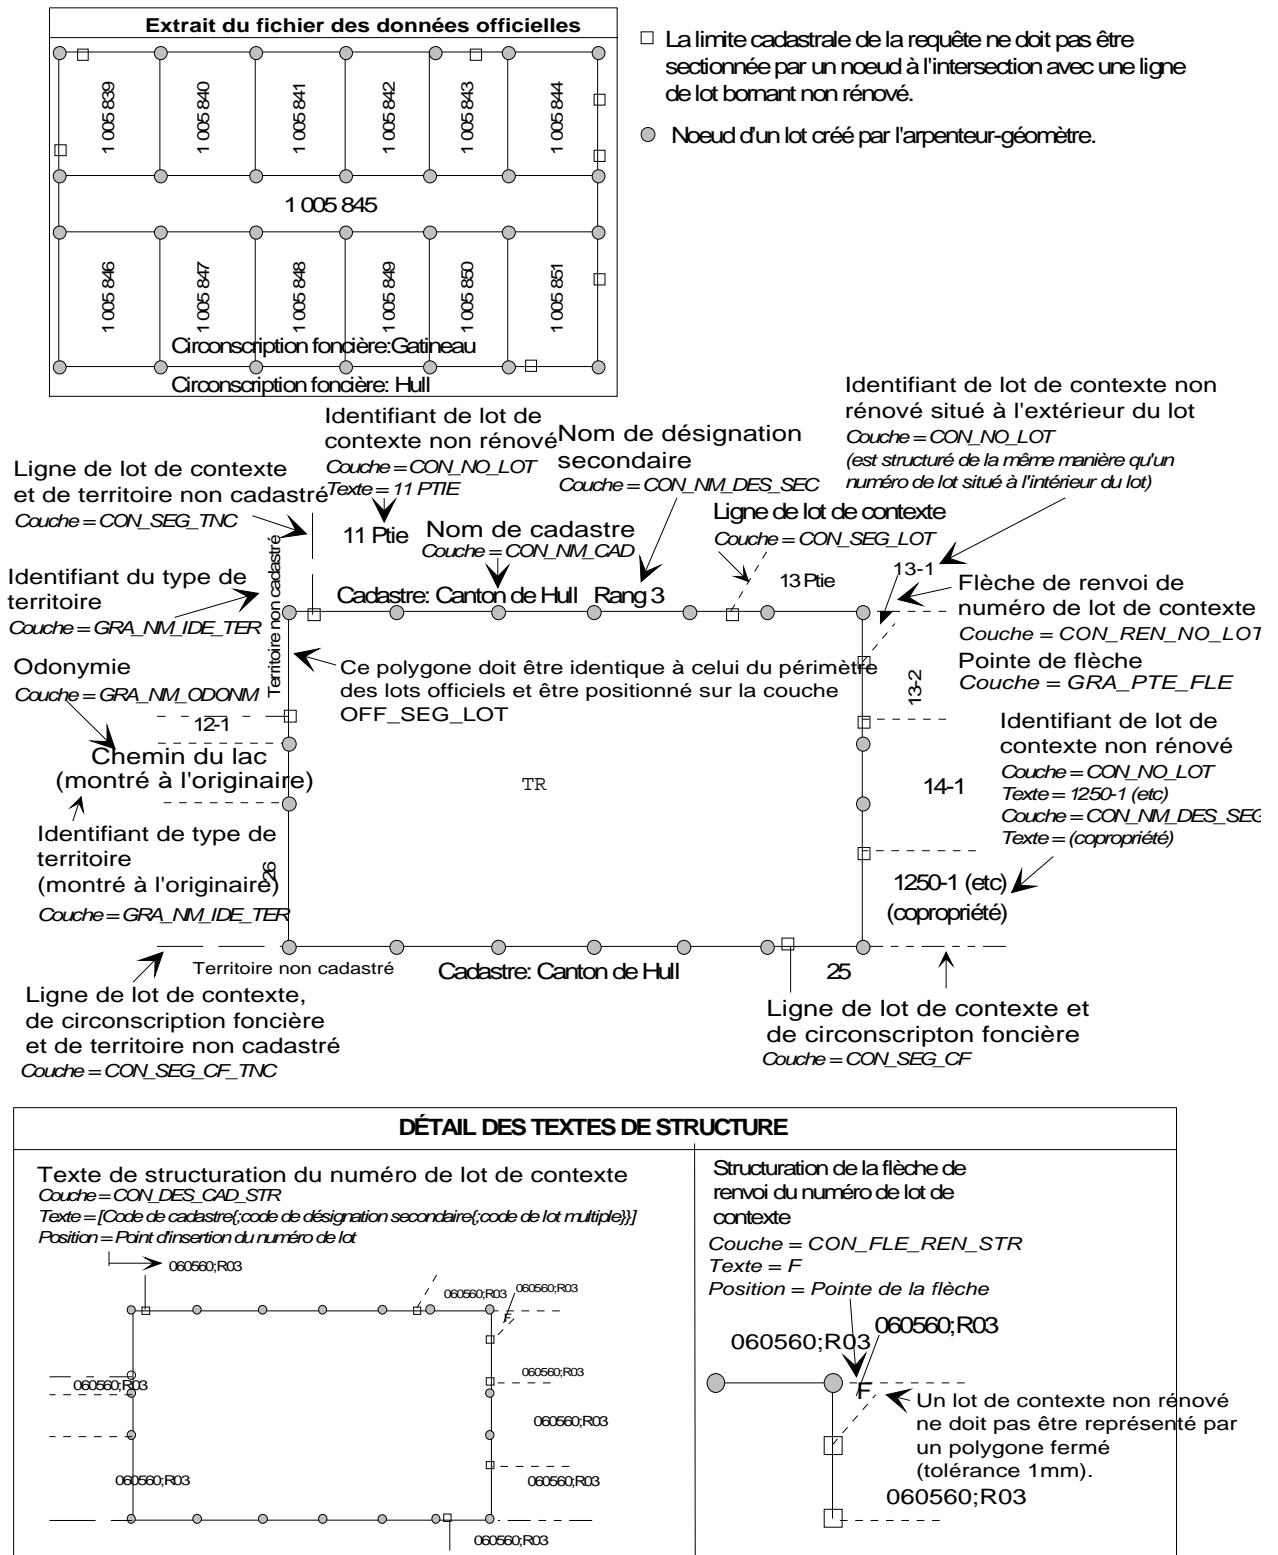 Extrait du fichier des données officielles
1 005 839
1 005 840
1 005 841
1 005 842
1 005 843
1 005 844
1 005 845
1 005 846
1 005 847
1 005 848
1 005 849
1 005 850
1 005 851
Circonscription foncière:Gatineau
Circonscription foncière: Hull
La limite cadastrale de la requête ne doit pas être
sectionnée par un noeud à l'intersection avec une ligne
de lot bornant non rénové.
Noeud d'un lot créé par l'arpenteur-géomètre.
Identifiant de lot de
contexte non rénové
Couche = CON_NO_LOT
Texte = 11 PTIE
Nom de désignation
secondaire
Couche = CON_NM_DES_SEC
Identifiant de lot de contexte non
rénové situé à l'extérieur du lot
Couche = CON_NO_LOT
(est structuré de la même manière qu'un
numéro de lot situé à l'intérieur du lot)
Ligne de lot de contexte
et de territoire non cadastré
Couche = CON_SEG_TNC
11 Ptie
Nom de cadastre
Couche = CON_NM_CAD
Ligne de lot de contexte
Couche = CON_SEG_LOT
Identifiant du type de
territoire
Couche = GRA_NM_IDE_TER
Territoire non cadastré
Cadastre: Canton de Hull Rang 3
13 Ptie
13-1
Flèche de renvoi de
numéro de lot de contexte
Couche = CON_REN_NO_LOT
Pointe de flèche
Couche = GRA_PTE_FLE
Odonymie
Couche = GRA_NM_ODONM
Ce polygone doit être identique à celui du périmètre
des lots officiels et être positionné sur la couche
OFF_SEG_LOT
13-2
12-1
Chemin du lac
(montré à l'originaire)
TR
14-1
Identifiant de lot de
contexte non rénové
Couche = CON_NO_LOT
Texte = 1250-1 (etc)
Couche = CON_NM_DES_SEG
Texte = (copropriété)
Identifiant de type de
territoire
(montré à l'originaire)
Couche = GRA_NM_IDE_TER
26
1250-1 (etc)
(copropriété)
Territoire non cadastré
Cadastre: Canton de Hull
25
Ligne de lot de contexte,
de circonscription foncière
et de territoire non cadastré
Couche = CON_SEG_CF_TNC
Ligne de lot de contexte et
de circonscripton foncière
Couche = CON_SEG_CF
DÉTAIL DES TEXTES DE STRUCTURE
Texte de structuration du numéro de lot de contexte
Couche = CON_DES_CAD_STR
Texte = [Code de cadastre{;code de désignation secondaire{;code de lot multiple}}]
Position = Point d'insertion du numéro de lot
060560;R03
060560;R03
060560;R03
F
060560;R03
060560;R03
060560;R03
060560;R03
060560;R03
060560;R03
Structuration de la flèche de
renvoi du numéro de lot de
contexte
Couche = CON_FLE_REN_STR
Texte = F
Position = Pointe de la flèche
060560;R03
060560;R03
F
Un lot de contexte non rénové
ne doit pas être représenté par
un polygone fermé
(tolérance 1mm).
060560;R03